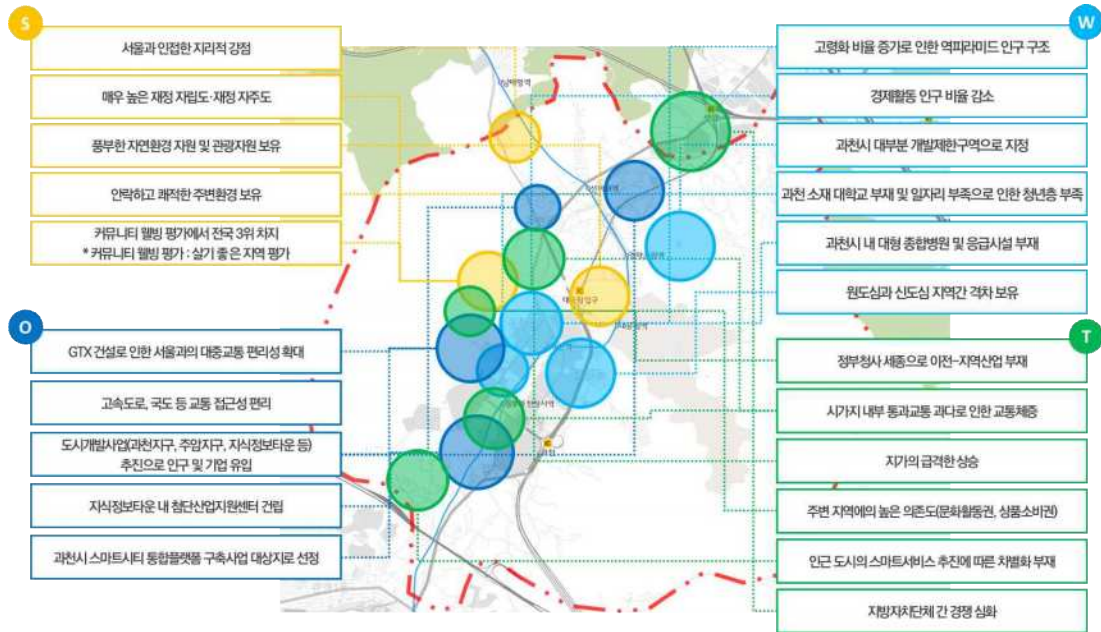 S
서울과 인접한 지리적 강점
매우 높은 재정 자립도·재정 자주도
풍부한 자연환경 자원 및 관광자원 보유
안락하고 쾌적한 주변환경 보유
커뮤니티 웰빙 평가에서 전국 3위 차지
* 커뮤니티 웰빙 평가 : 살기 좋은 지역 평가
O
GTX 건설로 인한 서울과의 대중교통 편리성 확대
고속도로, 국도 등 교통 접근성 편리
도시개발사업(과천지구, 주암지구, 지식정보타운 등)
추진으로 인구 및 기업 유입
지식정보타운 내 첨단산업지원센터 건립
과천시 스마트시티 통합플랫폼 구축사업 대상지로 선정
W
고령화 비율 증가로 인한 역피라미드 인구 구조
경제활동 인구 비율 감소
과천시 대부분 개발제한구역으로 지정
과천 소재 대학교 부재 및 일자리 부족으로 인한 청년층 부족
과천시 내 대형 종합병원 및 응급시설 부재
원도심과 신도심 지역간 격차 보유
T
정부청사 세종으로 이전-지역산업 부재
시가지 내부 통과교통 과다로 인한 교통체증
지가의 급격한 상승
주변 지역에의 높은 의존도(문화활동권, 상품소비권)
인근 도시의 스마트서비스 추진에 따른 차별화 부재
지방자치단체 간 경쟁 심화